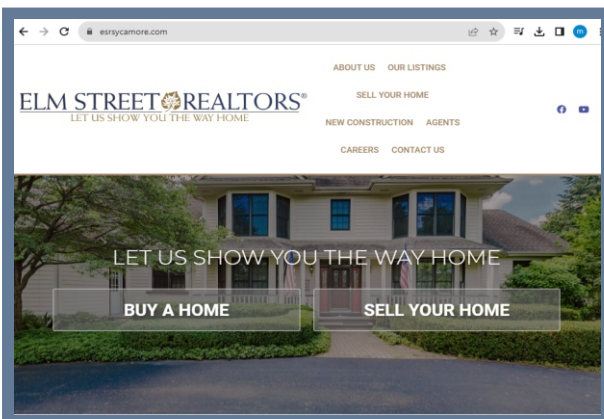 esrsycamore.com
m
ABOUT US OUR LISTINGS
SELL YOUR HOME
NEW CONSTRUCTION AGENTS
CAREERS CONTACT US
ELM STREET REALTORS®
LET US SHOW YOU THE WAY HOME
LET US SHOW YOU THE WAY HOME
BUY A HOME SELL YOUR HOME